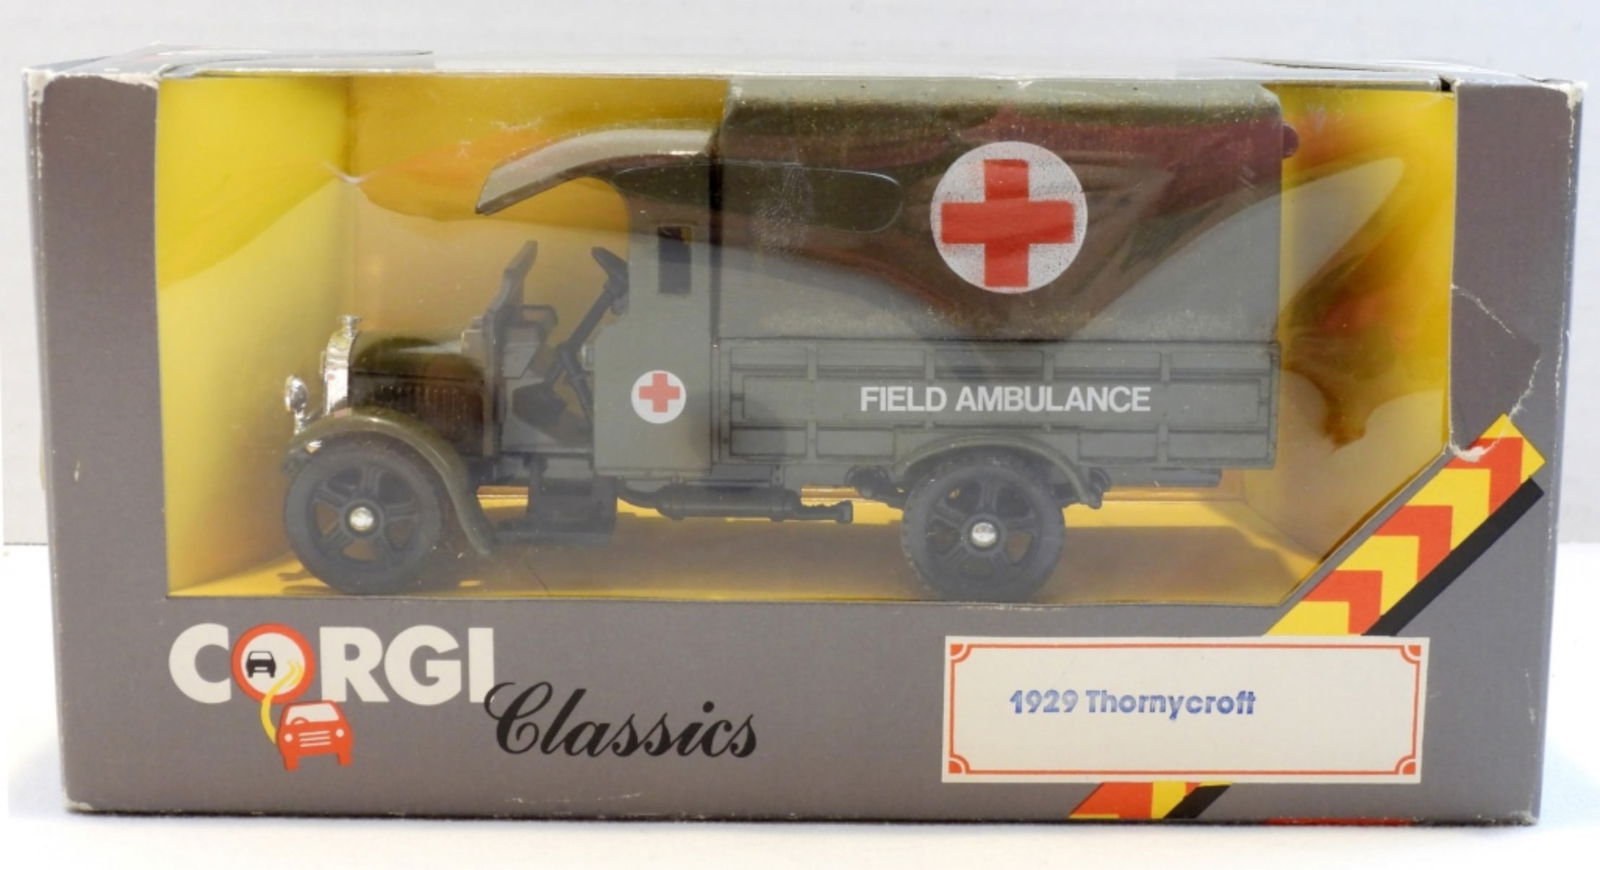 FIELD AMBULANCE
CORGI
Classics
1929 Thornycroft